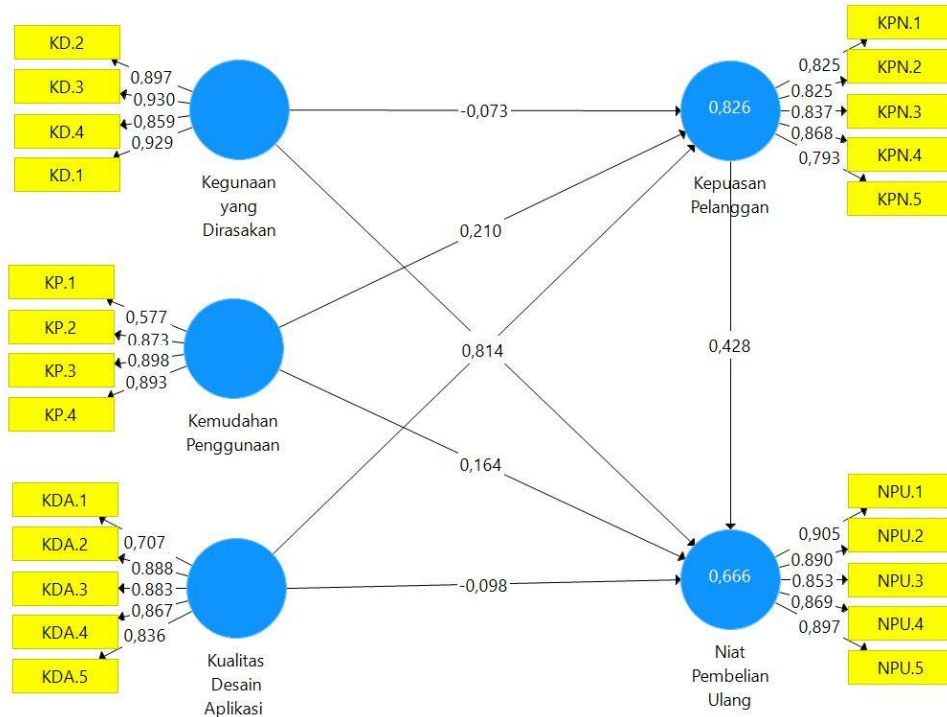 KD.2
KD.3
KD.4
KD.1
0,897
0,930
0,859
0,929
Kegunaan
yang
Dirasakan
KP.1
KP.2
KP.3
KP.4
0,577
0,873
0,898
0,893
Kemudahan
Penggunaan
KDA.1
KDA.2
KDA.3
KDA.4
KDA.5
0,707
0,888
0,883
0,867
0,836
Kualitas
Desain
Aplikasi
-0,073
0,210
0,814
0,164
-0,098
0,428
0,826
Kepuasan
Pelanggan
0,825
0,825
0,837
0,868
0,793
KPN.1
KPN.2
KPN.3
KPN.4
KPN.5
0,666
Niat
Pembelian
Ulang
0,905
0,890
0,853
0,869
0,897
NPU.1
NPU.2
NPU.3
NPU.4
NPU.5